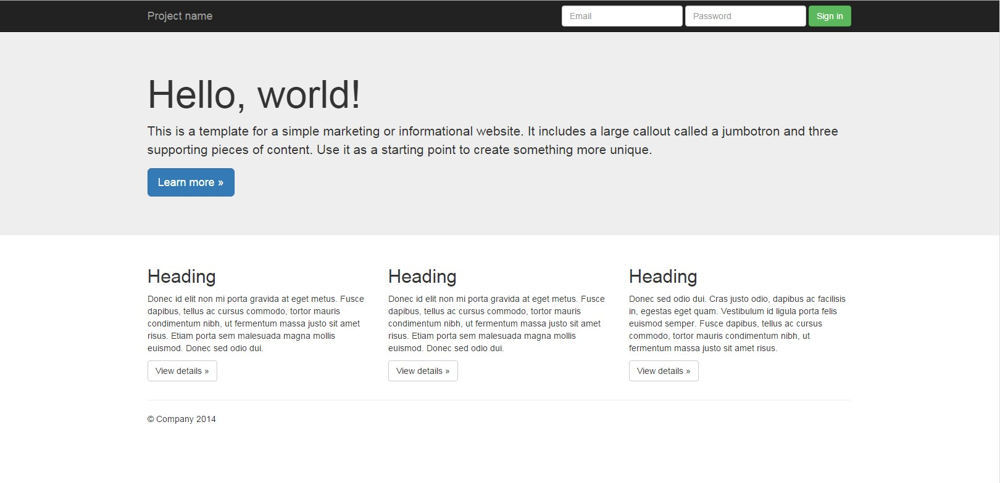 Project name
Email
Password
Sign in
Hello, world!
This is a template for a simple marketing or informational website. It includes a large callout called a jumbotron and three
supporting pieces of content. Use it as a starting point to create something more unique.
Learn more »
Heading
Donec id elit non mi porta gravida at eget metus. Fusce
dapibus, tellus ac cursus commodo, tortor mauris
condimentum nibh, ut fermentum massa justo sit amet
risus. Etiam porta sem malesuada magna mollis
euismod. Donec sed odio dui.
View details »
Heading
Donec id elit non mi porta gravida at eget metus. Fusce
dapibus, tellus ac cursus commodo, tortor mauris
condimentum nibh, ut fermentum massa justo sit amet
risus. Etiam porta sem malesuada magna mollis
euismod. Donec sed odio dui.
View details »
Heading
Donec sed odio dui. Cras justo odio, dapibus ac facilisis
in, egestas eget quam. Vestibulum id ligula porta felis
euismod semper. Fusce dapibus, tellus ac cursus
commodo, tortor mauris condimentum nibh, ut
fermentum massa justo sit amet risus.
View details »
© Company 2014